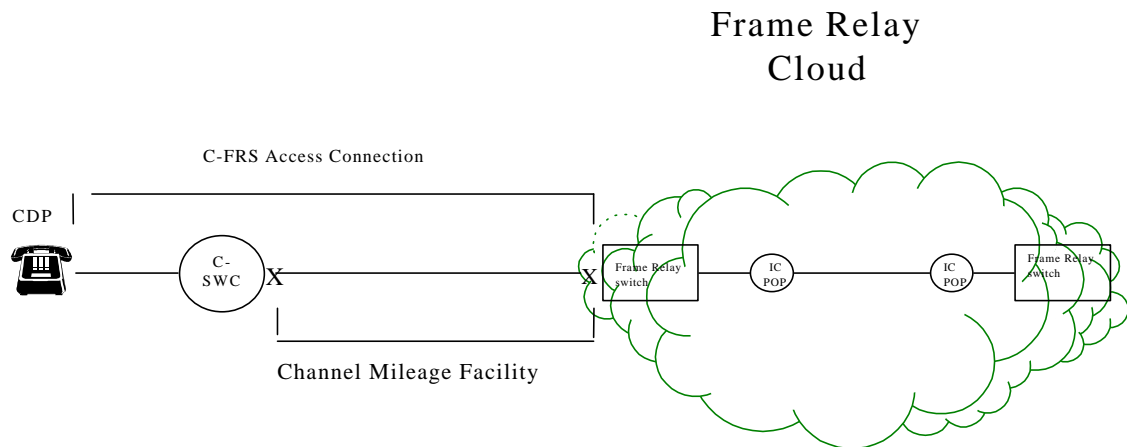 Frame Relay
Cloud
C-FRS Access Connection
CDP
C-
SWC
X
X
Frame Relay
switch
IC
POP
IC
POP
Frame Relay
switch
Channel Mileage Facility